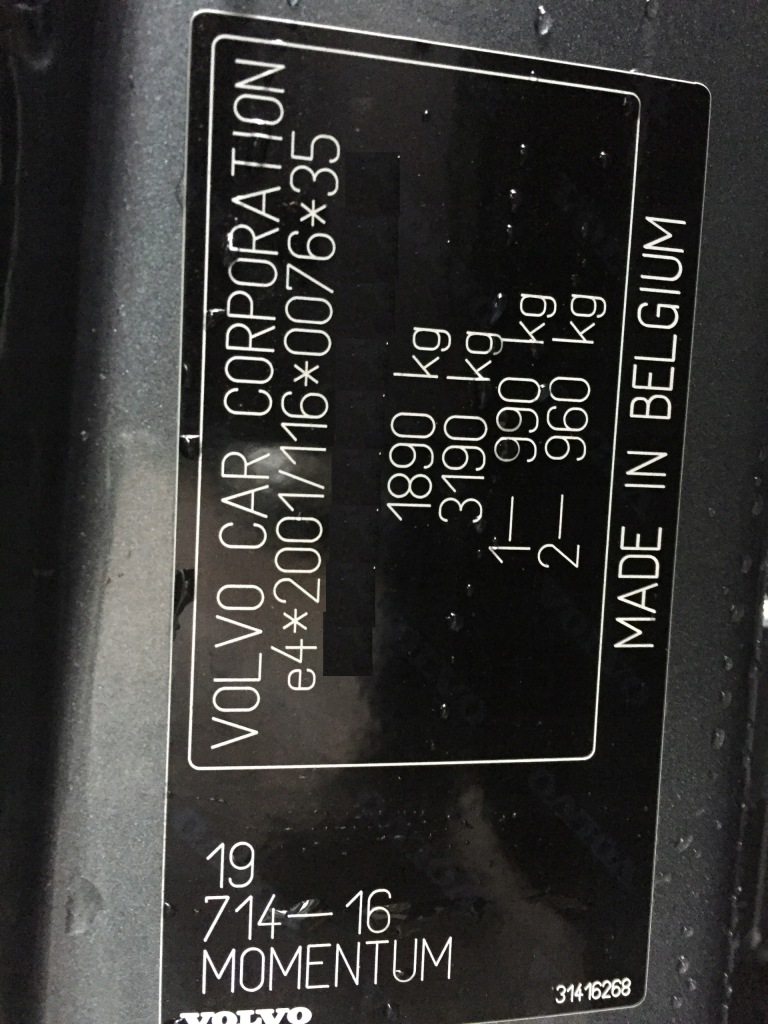 VOLVO CAR CORPORATION
e4*2001/116*0076*35
1890 kg
3190 kg
1— 990 kg
2— 960 kg
MADE IN BELGIUM
19
714—16
MOMENTUM
VOLVO
31416268